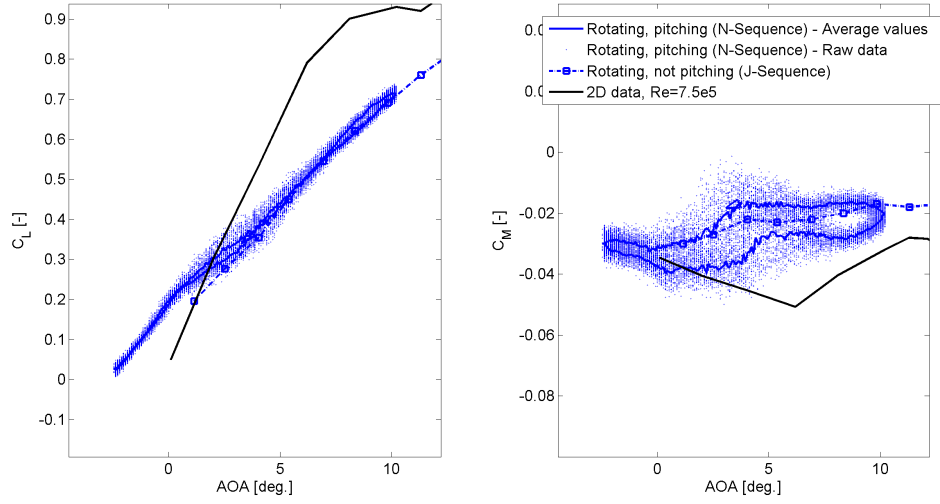 0.9
0.8
0.7
0.6
0.5
0.4
0.3
0.2
0.1
0
-0.1
C_L [-]
0
5
10
AOA [deg.]
Rotating, pitching (N-Sequence) - Average values
Rotating, pitching (N-Sequence) - Raw data
Rotating, not pitching (J-Sequence)
2D data, Re=7.5e5
0
-0.02
-0.04
-0.06
-0.08
C_M [-]
0
5
10
AOA [deg.]